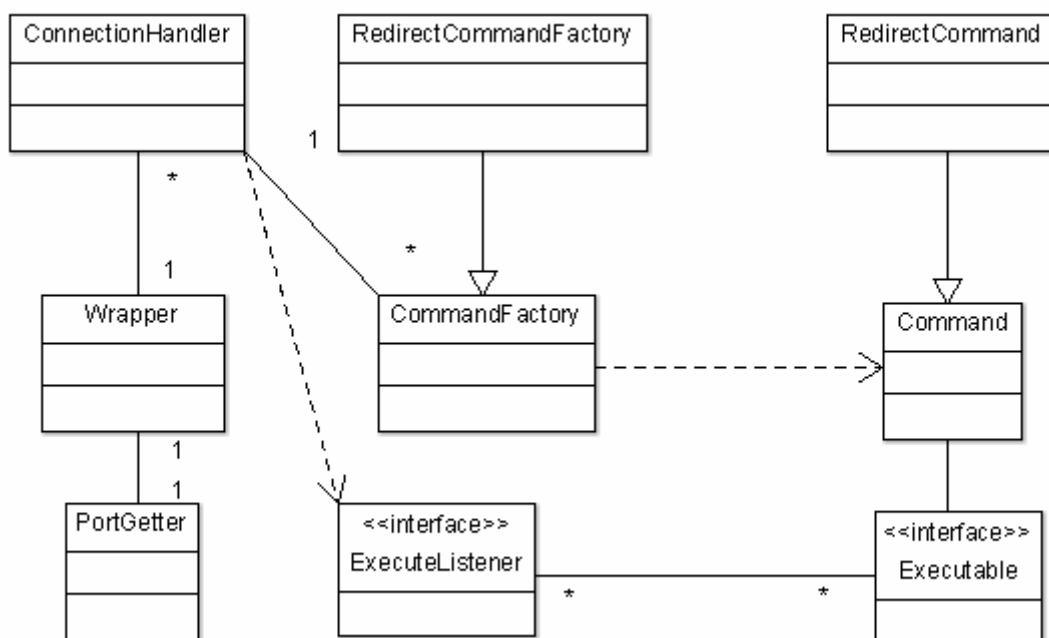 ConnectionHandler
RedirectCommandFactory
RedirectCommand
1
*
*
1
Wrapper
CommandFactory
Command
1
1
PortGetter
<<interface>>
ExecuteListener
<<interface>>
Executable
*
*